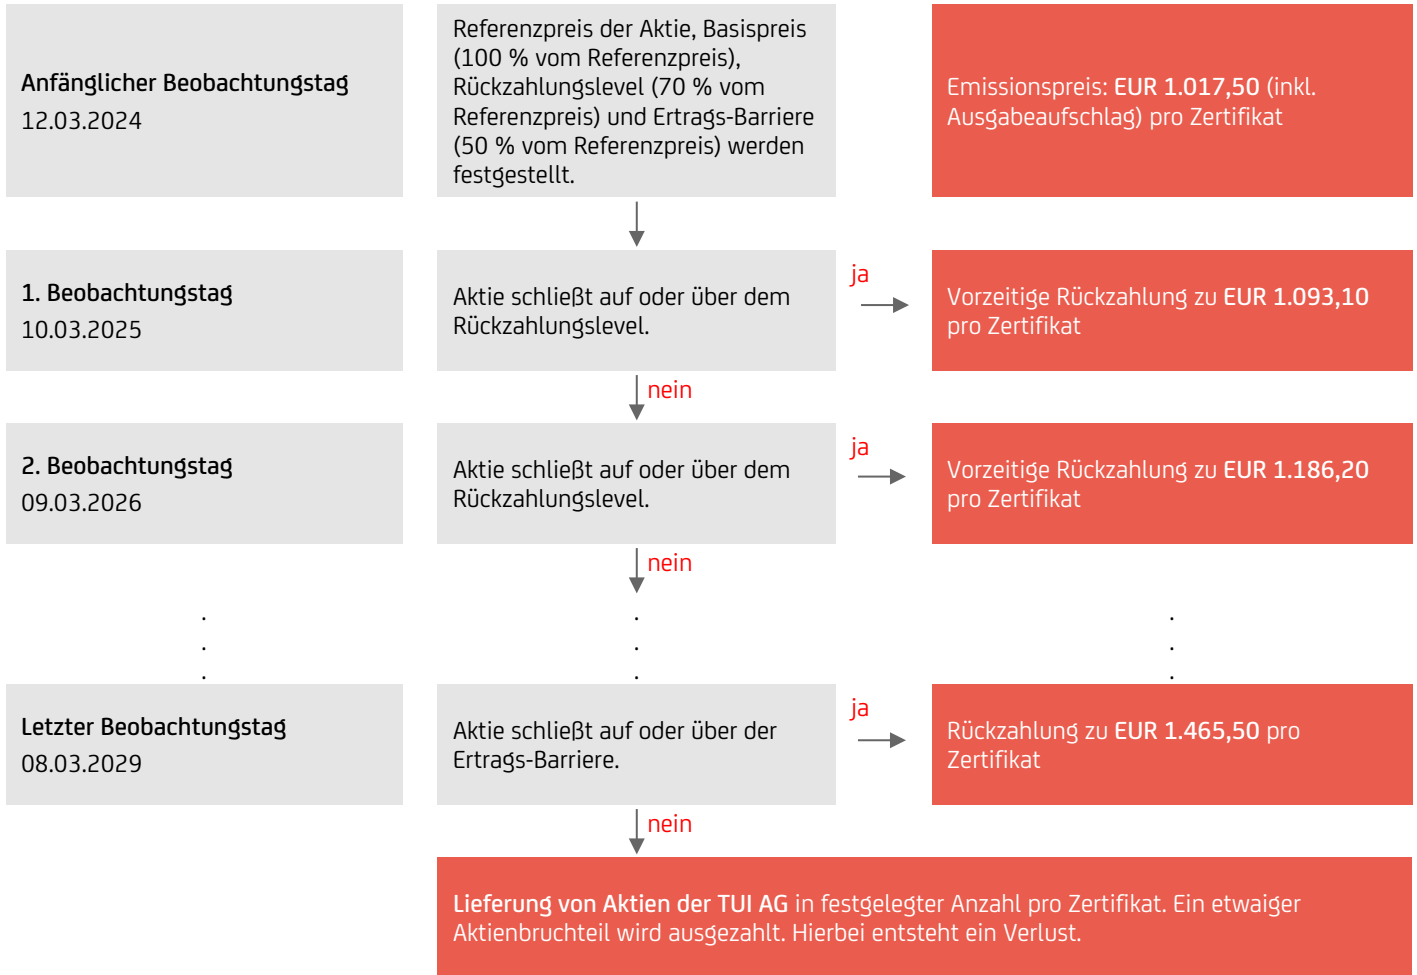 Anfänglicher Beobachtungstag
12.03.2024
Referenzpreis der Aktie, Basispreis
(100 % vom Referenzpreis),
Rückzahlungslevel (70 % vom
Referenzpreis) und Ertrags-Barriere
(50 % vom Referenzpreis) werden
festgestellt.
Emissionspreis: EUR 1.017,50 (inkl.
Ausgabeaufschlag) pro Zertifikat
1. Beobachtungstag
10.03.2025
Aktie schließt auf oder über dem
Rückzahlungslevel.
ja
Vorzeitige Rückzahlung zu EUR 1.093,10
pro Zertifikat
nein
2. Beobachtungstag
09.03.2026
Aktie schließt auf oder über dem
Rückzahlungslevel.
ja
Vorzeitige Rückzahlung zu EUR 1.186,20
pro Zertifikat
nein
. . .
. . .
. . .
Letzter Beobachtungstag
08.03.2029
Aktie schließt auf oder über der
Ertrags-Barriere.
ja
Rückzahlung zu EUR 1.465,50 pro
Zertifikat
nein
Lieferung von Aktien der TUI AG in festgelegter Anzahl pro Zertifikat. Ein etwaiger
Aktienbruchteil wird ausgezahlt. Hierbei entsteht ein Verlust.